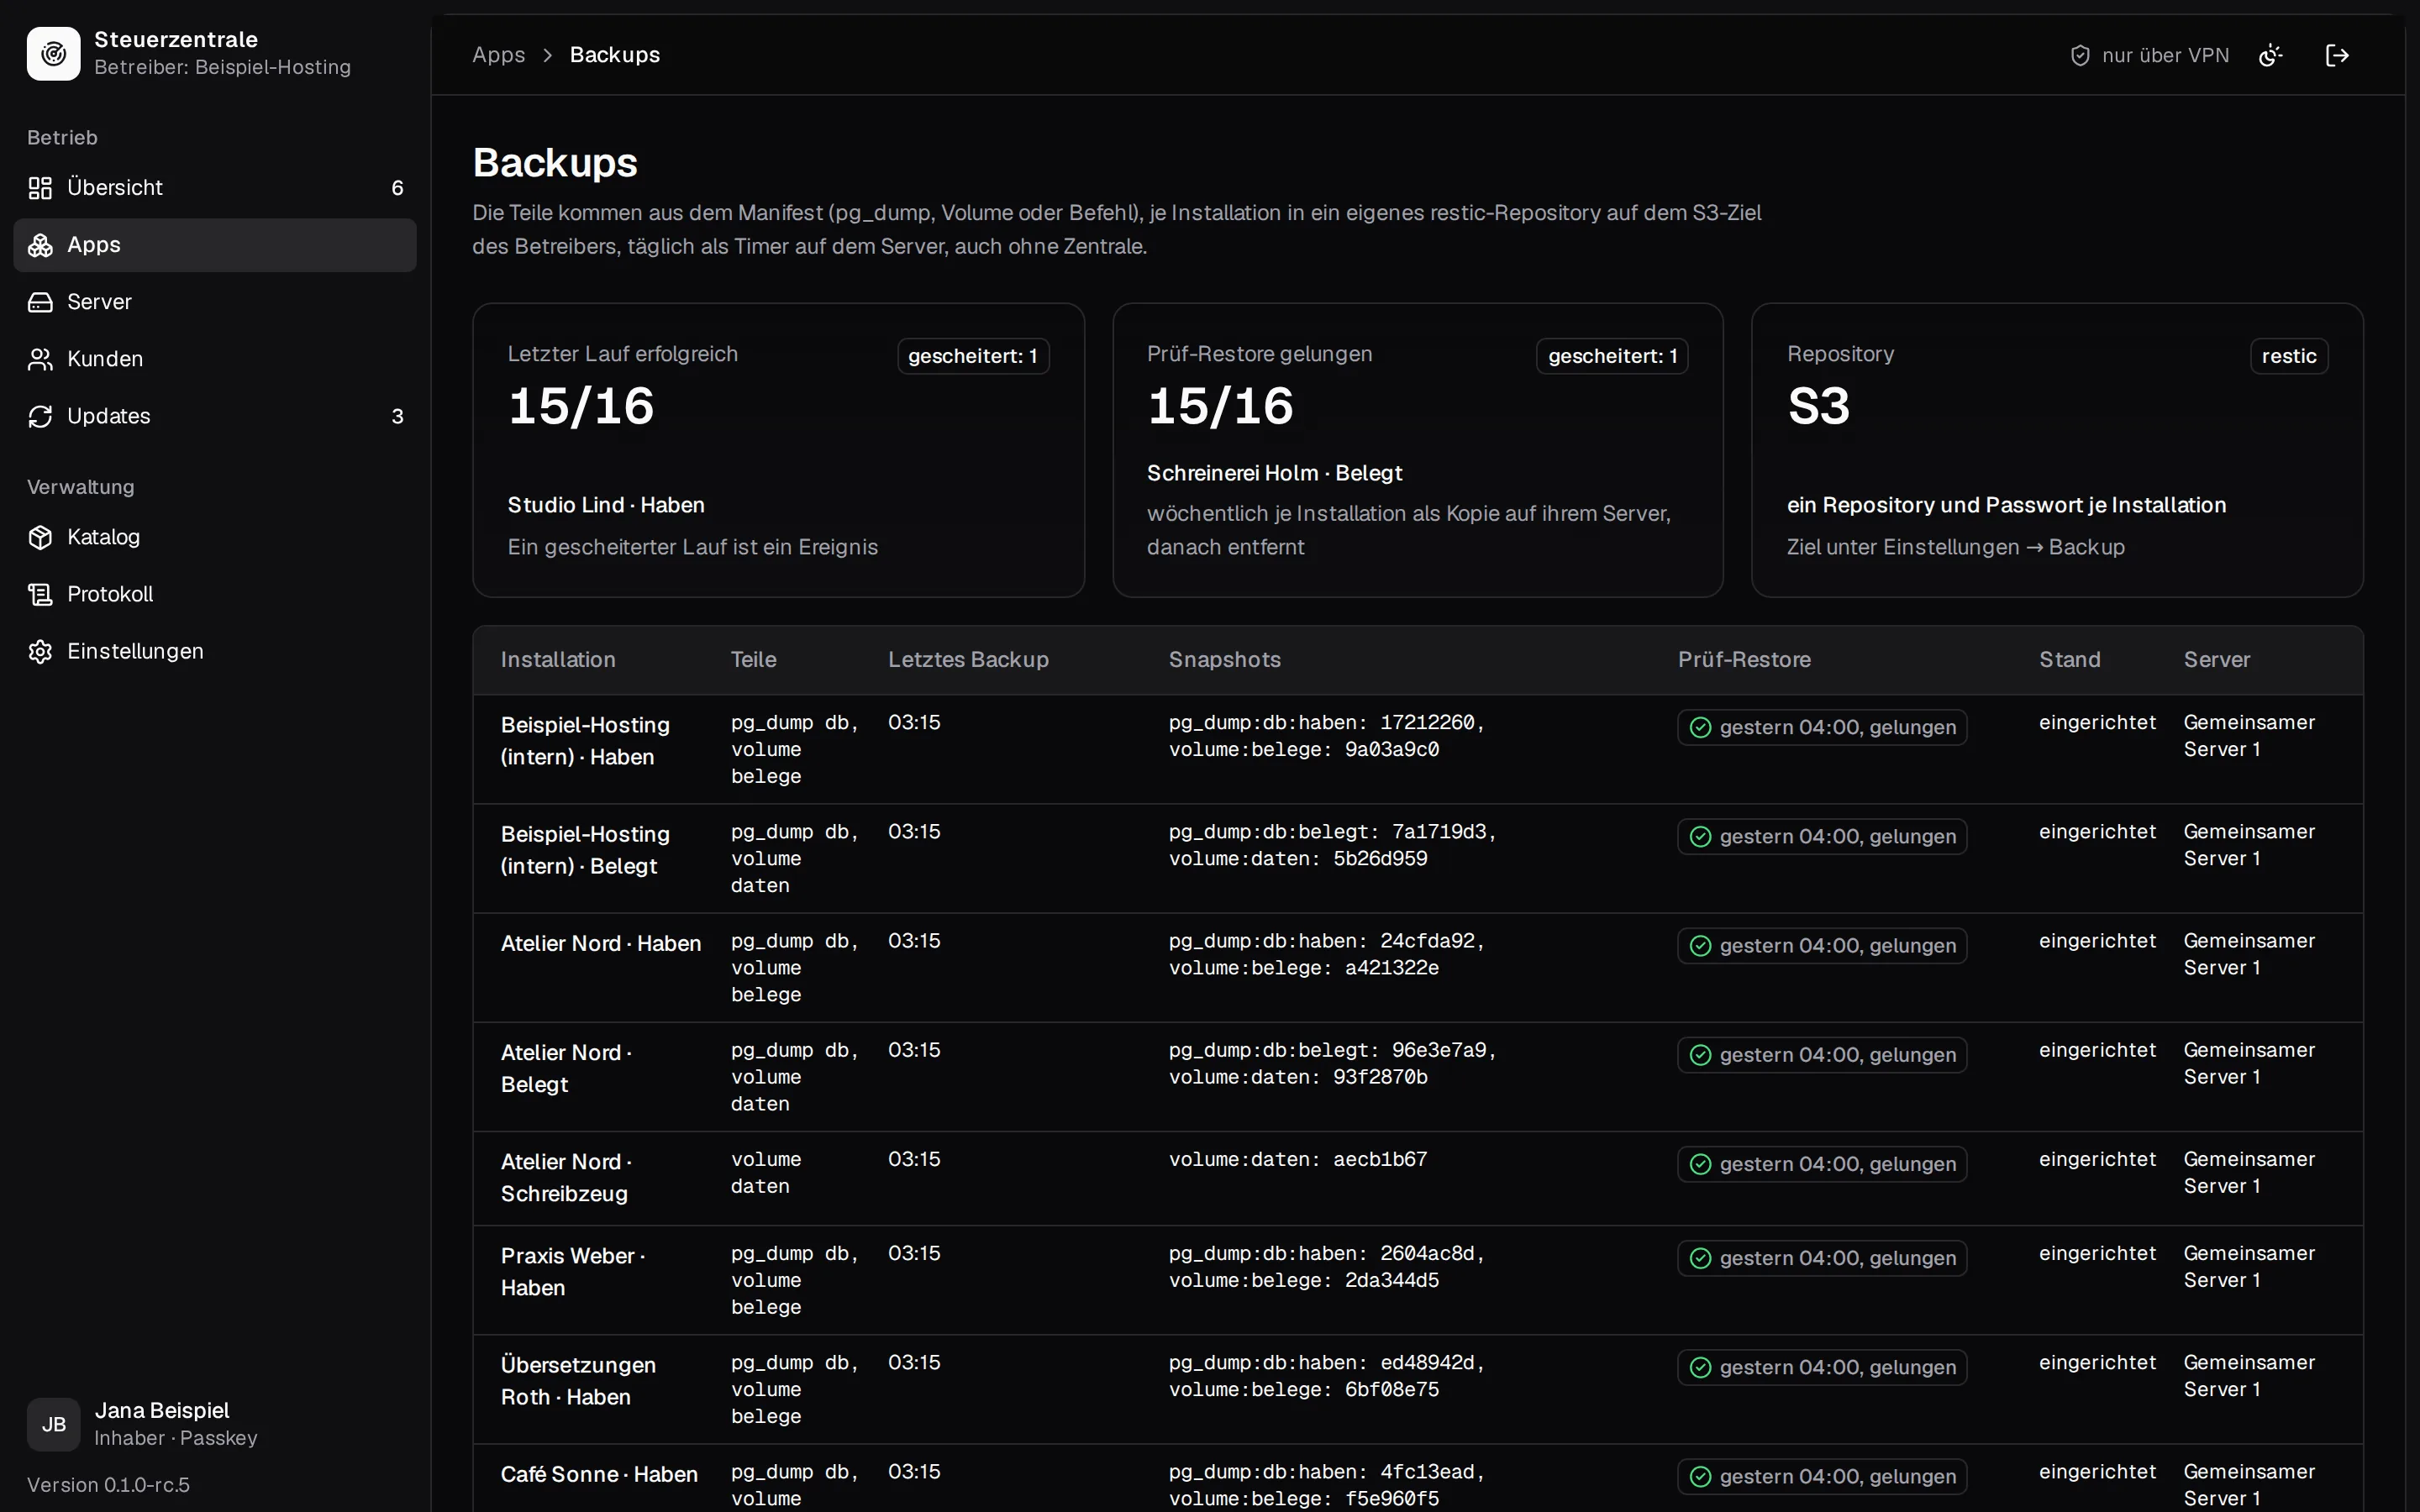 Steuerzentrale
Betreiber: Beispiel-Hosting
Betrieb
Übersicht 6
Apps
Server
Kunden
Updates 3
Verwaltung
Katalog
Protokoll
Einstellungen
JB
Jana Beispiel
Inhaber · Passkey
Version 0.1.0-rc.5
Apps > Backups
nur über VPN
Backups
Die Teile kommen aus dem Manifest (pg_dump, Volume oder Befehl), je Installation in ein eigenes restic-Repository auf dem S3-Ziel
des Betreibers, täglich als Timer auf dem Server, auch ohne Zentrale.
Letzter Lauf erfolgreich
gescheitert: 1
15/16
Studio Lind · Haben
Ein gescheiterter Lauf ist ein Ereignis
Prüf-Restore gelungen
gescheitert: 1
15/16
Schreinerei Holm · Belegt
wöchentlich je Installation als Kopie auf ihrem Server,
danach entfernt
Repository
restic
S3
ein Repository und Passwort je Installation
Ziel unter Einstellungen → Backup
Installation Teile Letztes Backup Snapshots Prüf-Restore Stand Server
Beispiel-Hosting
(intern) · Haben
pg_dump db,
volume
belege
03:15
pg_dump:db:haben: 17212260,
volume:belege: 9a03a9c0
gestern 04:00, gelungen
eingerichtet
Gemeinsamer
Server 1
Beispiel-Hosting
(intern) · Belegt
pg_dump db,
volume
daten
03:15
pg_dump:db:belegt: 7a1719d3,
volume:daten: 5b26d959
gestern 04:00, gelungen
eingerichtet
Gemeinsamer
Server 1
Atelier Nord · Haben
pg_dump db,
volume
belege
03:15
pg_dump:db:haben: 24cfda92,
volume:belege: a421322e
gestern 04:00, gelungen
eingerichtet
Gemeinsamer
Server 1
Atelier Nord ·
Belegt
pg_dump db,
volume
daten
03:15
pg_dump:db:belegt: 96e3e7a9,
volume:daten: 93f2870b
gestern 04:00, gelungen
eingerichtet
Gemeinsamer
Server 1
Atelier Nord ·
Schreibzeug
volume
daten
03:15
volume:daten: aecb1b67
gestern 04:00, gelungen
eingerichtet
Gemeinsamer
Server 1
Praxis Weber ·
Haben
pg_dump db,
volume
belege
03:15
pg_dump:db:haben: 2604ac8d,
volume:belege: 2da344d5
gestern 04:00, gelungen
eingerichtet
Gemeinsamer
Server 1
Übersetzungen
Roth · Haben
pg_dump db,
volume
belege
03:15
pg_dump:db:haben: ed48942d,
volume:belege: 6bf08e75
gestern 04:00, gelungen
eingerichtet
Gemeinsamer
Server 1
Café Sonne · Haben
pg_dump db,
volume
03:15
pg_dump:db:haben: 4fc13ead,
volume:belege: f5e960f5
gestern 04:00, gelungen
eingerichtet
Gemeinsamer
Server 1